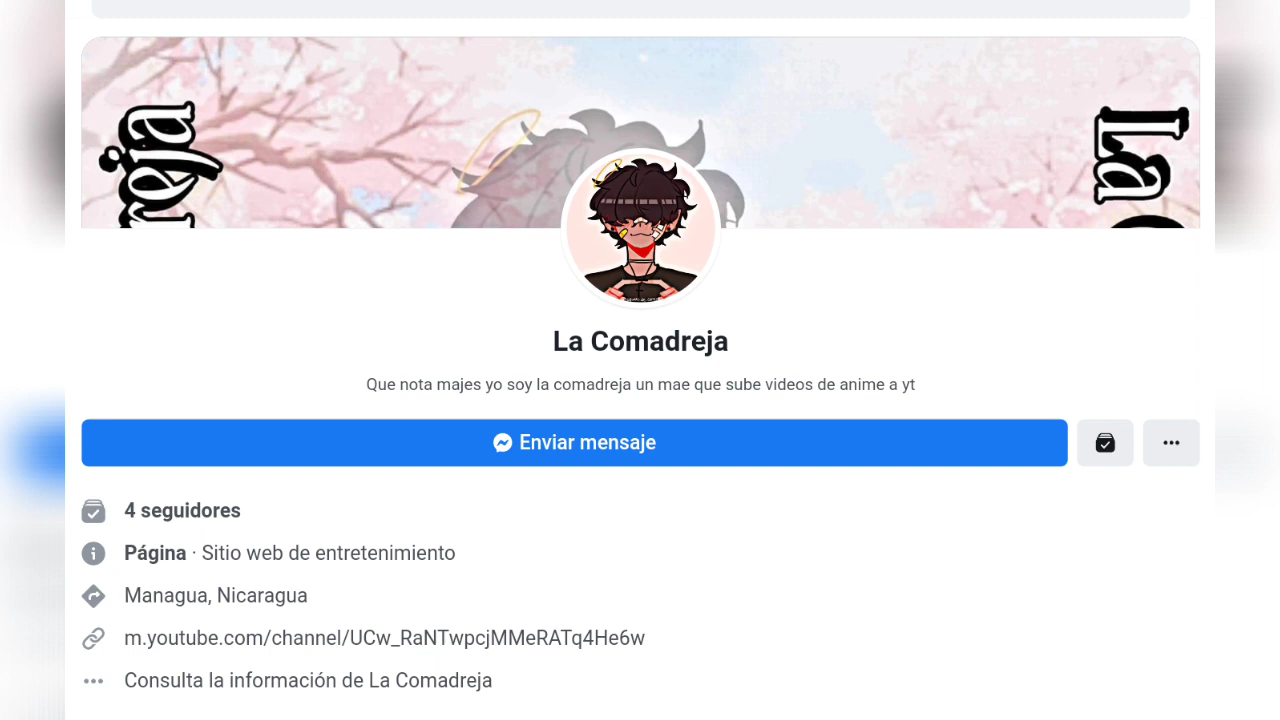 reja
La
La Comadreja
Que nota majes yo soy la comadreja un mae que sube videos de anime a yt
Enviar mensaje
4 seguidores
Página · Sitio web de entretenimiento
Managua, Nicaragua
m.youtube.com/channel/UCw_RaNTwpcjMMeRATq4He6w
Consulta la información de La Comadreja